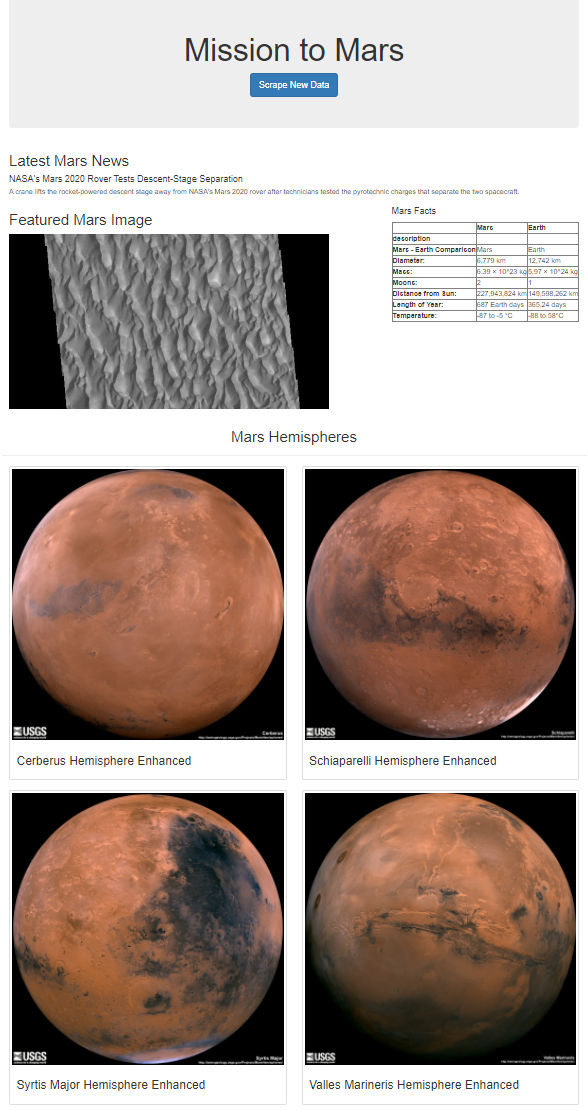 Mission to Mars
Scrape New Data
Latest Mars News
NASA's Mars 2020 Rover Tests Descent-Stage Separation
A crane lifts the rocket-powered descent stage away from NASA's Mars 2020 rover after technicians tested the pyrotechnic charges that separate the two spacecraft.
Featured Mars Image
Mars Facts
Mars Earth
description
Mars - Earth Comparison Mars Earth
Diameter: 6,779 km 12,742 km
Mass: 6.39 × 10^23 kg 5.97 × 10^24 kg
Moons: 2 1
Distance from Sun: 227,943,824 km 149,598,262 km
Length of Year: 687 Earth days 365.24 days
Temperature: -87 to -5 °C -88 to 58°C
Mars Hemispheres
USGS
Cerberus
USGS
Schiaparelli
Cerberus Hemisphere Enhanced
Schiaparelli Hemisphere Enhanced
USGS
Syrtis Major
USGS
Valles Marineris
Syrtis Major Hemisphere Enhanced
Valles Marineris Hemisphere Enhanced